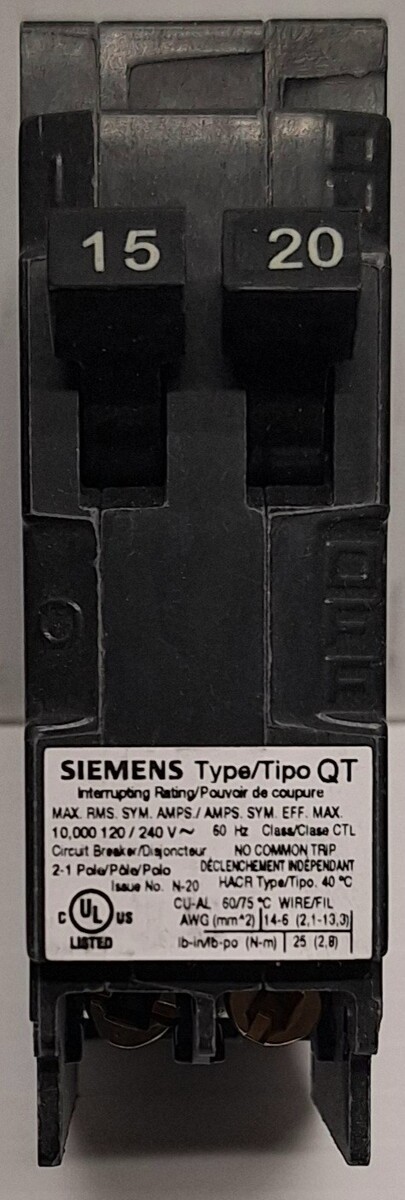 15 20
SIEMENS Type/Tipo QT
Interrupting Rating/Pouvoir de coupure
MAX. RMS. SYM. AMPS./ AMPS. SYM. EFF. MAX.
10,000 120 / 240 V~ 60 Hz Class/Clase CTL
Circuit Breaker/Disjoncteur NO COMMON TRIP
2-1 Pole/Pôle/Polo DÉCLENCHEMENT INDÉPENDANT
Issue No. N-20 HACR Type/Tipo. 40 °C
CU-AL 60/75 °C WIRE/FIL
C UL US AWG (mm^2) 14-6 (2,1-13,3)
LISTED lb-in/lb-po (N-m) 25 (2,8)